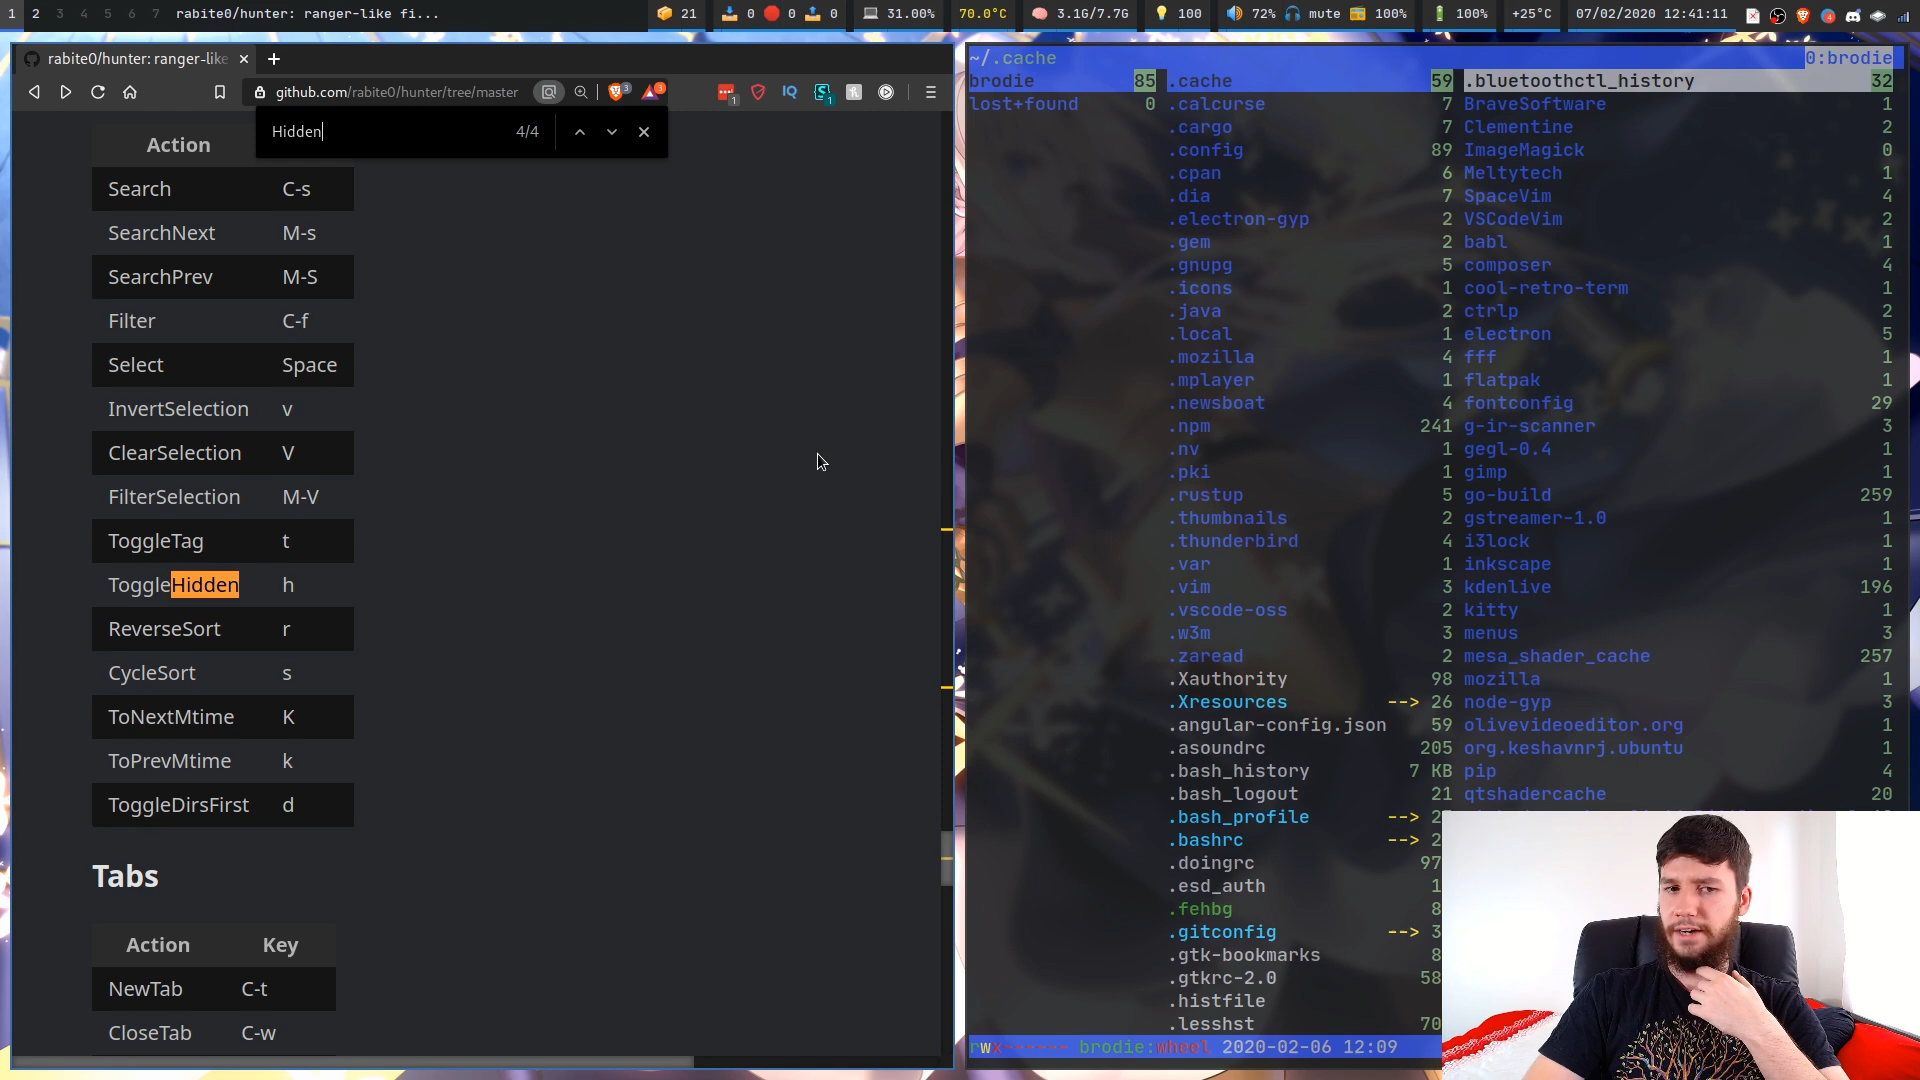 1 2 3 4 5 6 7 rabite0/hunter: ranger-like fi... 21 0 0 0 31.00% 70.0°C 3.1G/7.7G 100 72% mute 100% 100% +25°C 07/02/2020 12:41:11
rabite0/hunter: ranger-like
github.com/rabite0/hunter/tree/master
Hidden 4/4
Action
Search C-s
SearchNext M-s
SearchPrev M-S
Filter C-f
Select Space
InvertSelection v
ClearSelection V
FilterSelection M-V
ToggleTag t
ToggleHidden h
ReverseSort r
CycleSort s
ToNextMtime K
ToPrevMtime k
ToggleDirsFirst d
Tabs
Action Key
NewTab C-t
CloseTab C-w
~/.cache 0:brodie
brodie 85
lost+found 0
.cache 59
.calcurse 7
.cargo 7
.config 89
.cpan 6
.dia 7
.electron-gyp 2
.gem 2
.gnupg 5
.icons 1
.java 2
.local 1
.mozilla 4
.mplayer 1
.newsboat 4
.npm 241
.nv 1
.pki 1
.rustup 5
.thumbnails 2
.thunderbird 4
.var 1
.vim 3
.vscode-oss 2
.w3m 3
.zaread 2
.Xauthority 98
.Xresources --> 26
.angular-config.json 59
.asoundrc 205
.bash_history 7 KB
.bash_logout 21
.bash_profile --> 2
.bashrc --> 2
.doingrc 97
.esd_auth 1
.fehbg 8
.gitconfig --> 3
.gtk-bookmarks 8
.gtkrc-2.0 58
.histfile
.lesshst 70
.bluetoothctl_history 32
BraveSoftware 1
Clementine 2
ImageMagick 0
Meltytech 1
SpaceVim 4
VSCodeVim 2
babl 1
composer 4
cool-retro-term 1
ctrlp 2
electron 5
fff 1
flatpak 1
fontconfig 29
g-ir-scanner 3
gegl-0.4 1
gimp 1
go-build 259
gstreamer-1.0 1
i3lock 1
inkscape 1
kdenlive 196
kitty 1
menus 3
mesa_shader_cache 257
mozilla 1
node-gyp 3
olivevideoeditor.org 1
org.keshavnrj.ubuntu 1
pip 4
qtshadercache 20
rwx------ brodie:wheel 2020-02-06 12:09